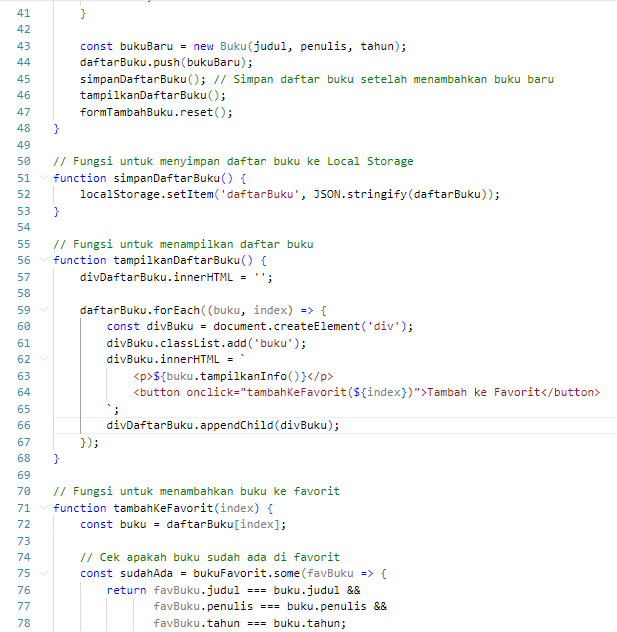 41 }
42
43 const bukuBaru = new Buku(judul, penulis, tahun);
44 daftarBuku.push(bukuBaru);
45 simpanDaftarBuku(); // Simpan daftar buku setelah menambahkan buku baru
46 tampilkanDaftarBuku();
47 formTambahBuku.reset();
48 }
49
50 // Fungsi untuk menyimpan daftar buku ke Local Storage
51 function simpanDaftarBuku() {
52 localStorage.setItem('daftarBuku', JSON.stringify(daftarBuku));
53 }
54
55 // Fungsi untuk menampilkan daftar buku
56 function tampilkanDaftarBuku() {
57 divDaftarBuku.innerHTML = '';
58
59 daftarBuku.forEach((buku, index) => {
60 const divBuku = document.createElement('div');
61 divBuku.classList.add('buku');
62 divBuku.innerHTML = `
63 <p>${buku.tampilkanInfo()}</p>
64 <button onclick="tambahKeFavorit(${index})">Tambah ke Favorit</button>
65 `;
66 divDaftarBuku.appendChild(divBuku);
67 });
68 }
69
70 // Fungsi untuk menambahkan buku ke favorit
71 function tambahKeFavorit(index) {
72 const buku = daftarBuku[index];
73
74 // Cek apakah buku sudah ada di favorit
75 const sudahAda = bukuFavorit.some(favBuku => {
76 return favBuku.judul === buku.judul &&
77 favBuku.penulis === buku.penulis &&
78 favBuku.tahun === buku.tahun;